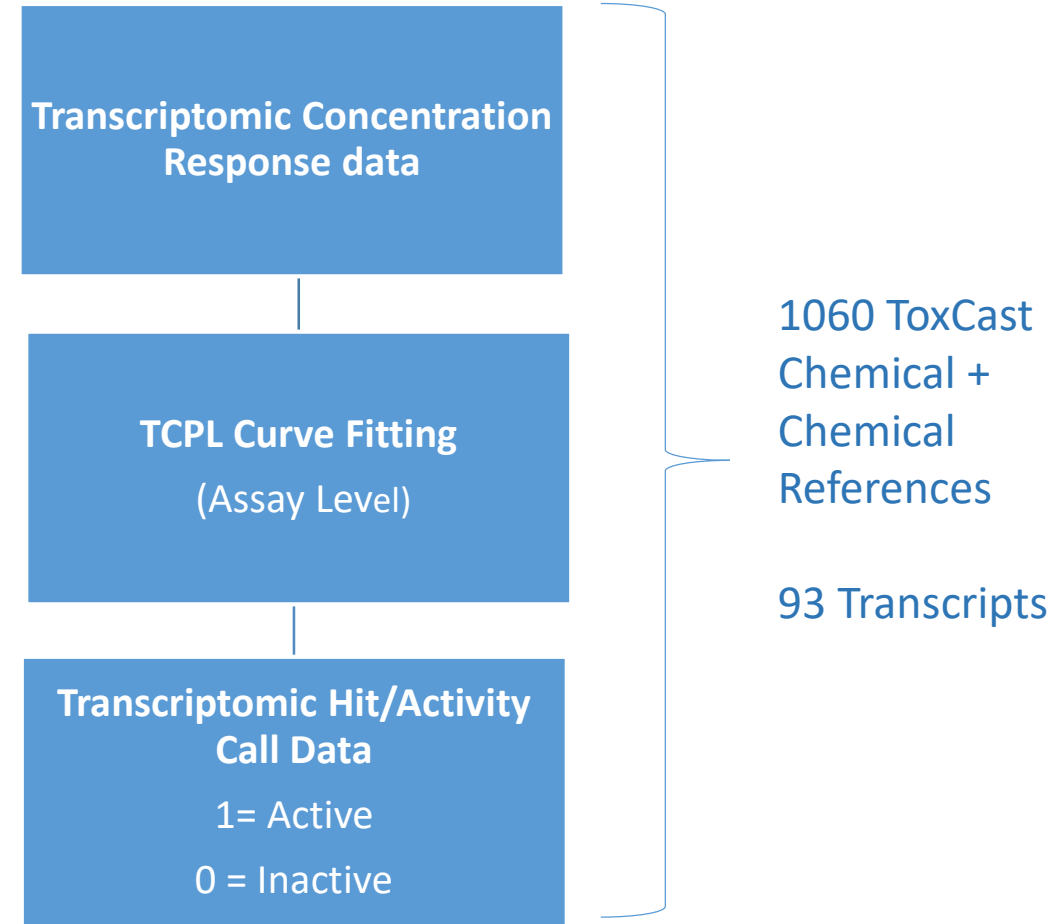 Transcriptomic Concentration
Response data
TCPL Curve Fitting
(Assay Level)
Transcriptomic Hit/Activity
Call Data
1= Active
0 = Inactive
1060 ToxCast
Chemical +
Chemical
References
93 Transcripts